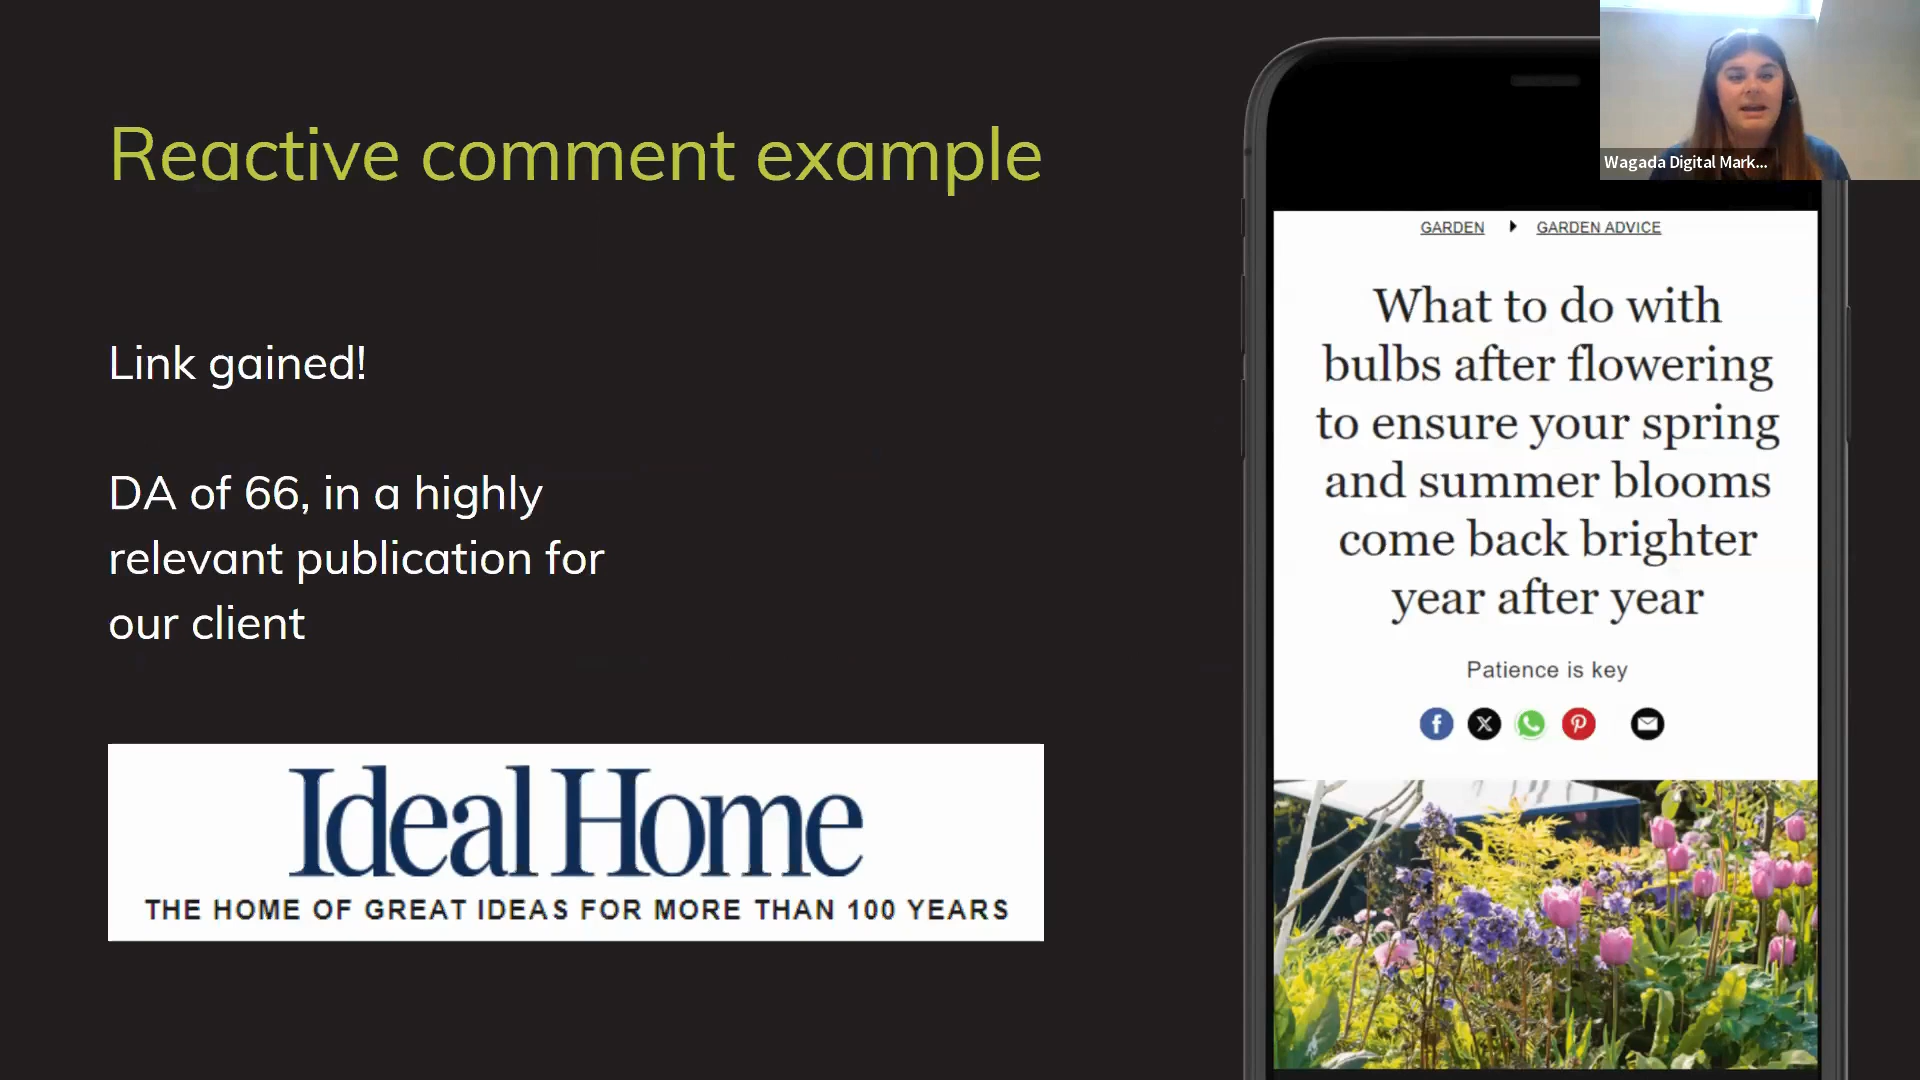 Reactive comment example
Link gained!
DA of 66, in a highly
relevant publication for
our client
Ideal Home
THE HOME OF GREAT IDEAS FOR MORE THAN 100 YEARS
Wagada Digital Mark...
GARDEN GARDEN ADVICE
What to do with
bulbs after flowering
to ensure your spring
and summer blooms
come back brighter
year after year
Patience is key